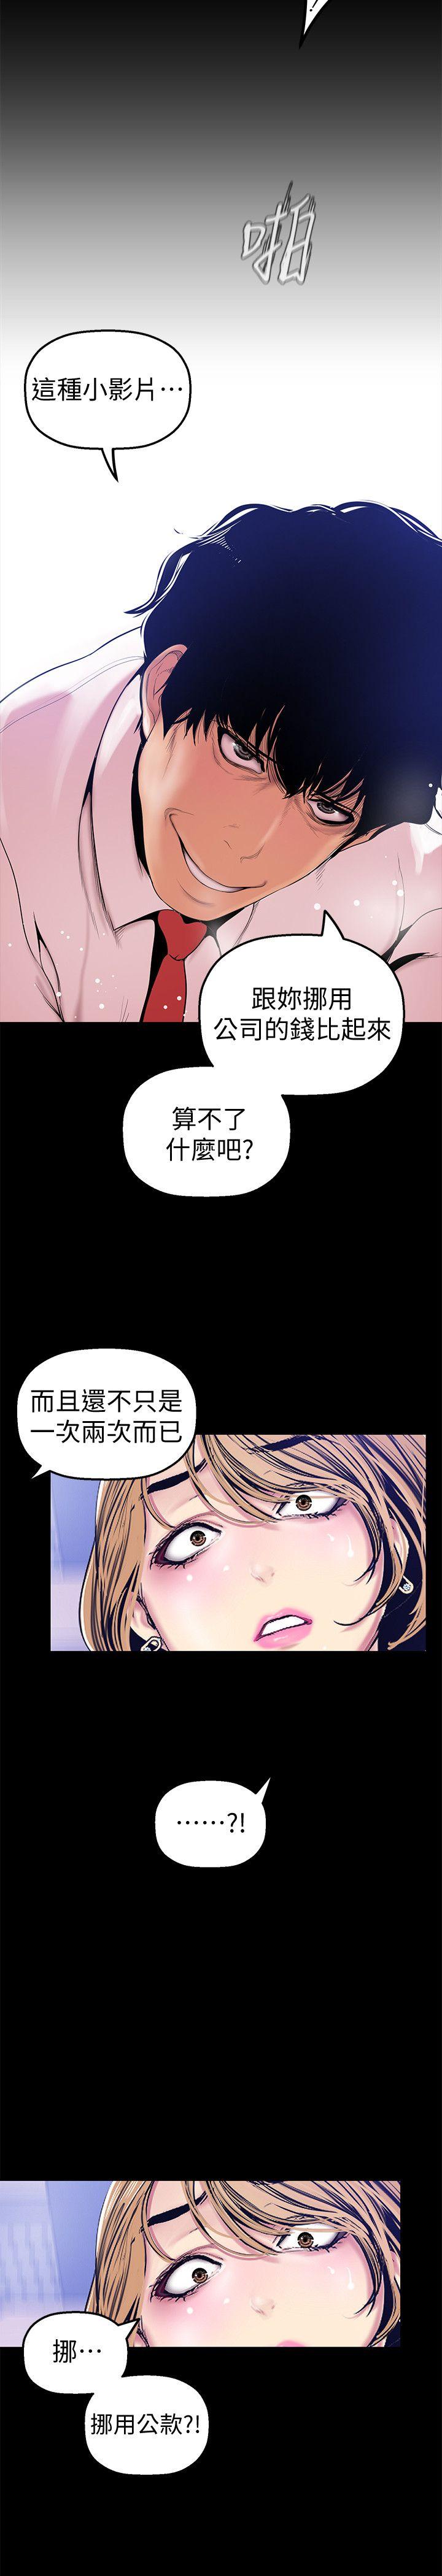 啪
這種小影片…
跟妳挪用
公司的錢比起來
算不了
什麼吧?
而且還不只是
一次兩次而已
……?!
挪…
挪用公款?!